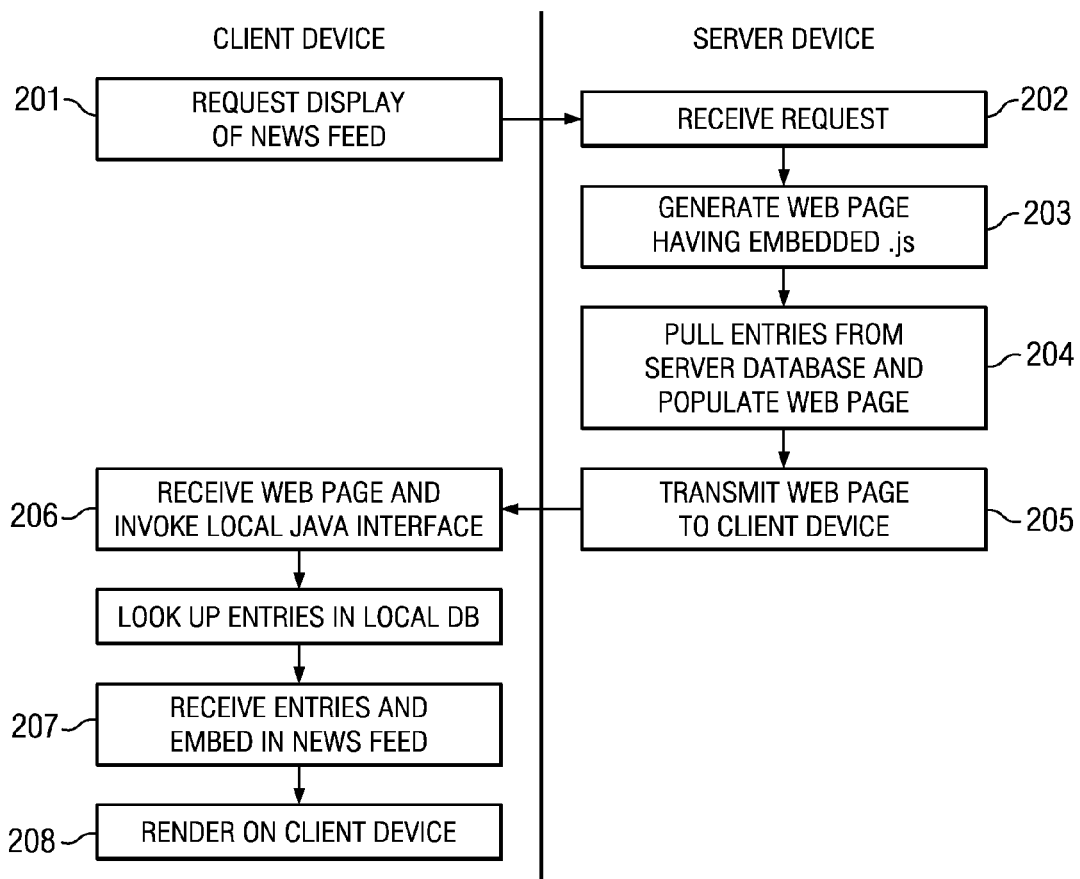 CLIENT DEVICE
SERVER DEVICE
201
REQUEST DISPLAY
OF NEWS FEED
RECEIVE REQUEST
202
GENERATE WEB PAGE
HAVING EMBEDDED .js
203
PULL ENTRIES FROM
SERVER DATABASE AND
POPULATE WEB PAGE
204
TRANSMIT WEB PAGE
TO CLIENT DEVICE
205
206
RECEIVE WEB PAGE AND
INVOKE LOCAL JAVA INTERFACE
LOOK UP ENTRIES IN LOCAL DB
207
RECEIVE ENTRIES AND
EMBED IN NEWS FEED
208
RENDER ON CLIENT DEVICE